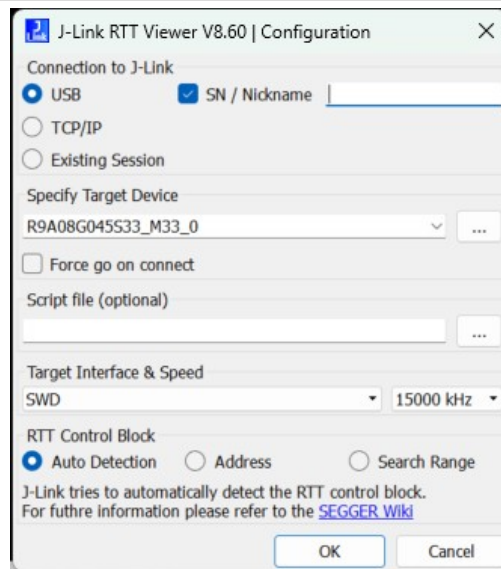 J-Link RTT Viewer V8.60 | Configuration
Connection to J-Link
USB SN / Nickname
TCP/IP
Existing Session
Specify Target Device
R9A08G045S33_M33_0
...
Force go on connect
Script file (optional)
...
Target Interface & Speed
SWD 15000 kHz
RTT Control Block
Auto Detection Address Search Range
J-Link tries to automatically detect the RTT control block.
For futhre information please refer to the SEGGER Wiki
OK Cancel